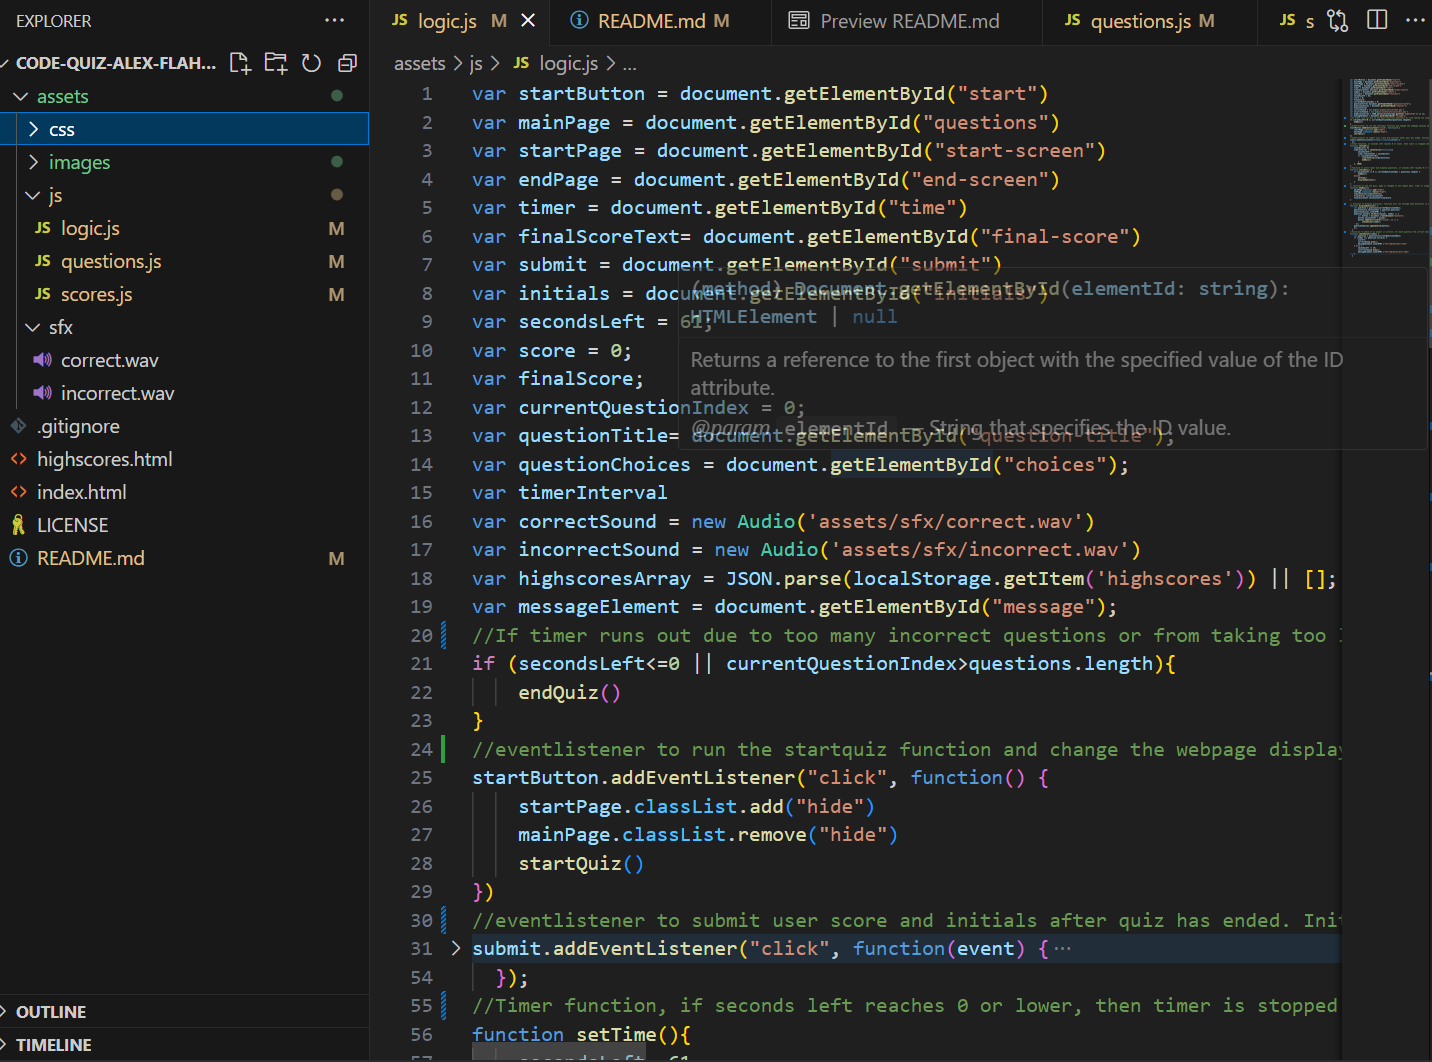 EXPLORER
CODE-QUIZ-ALEX-FLAH...
assets
css
images
js
JS logic.js M
JS questions.js M
JS scores.js M
sfx
correct.wav
incorrect.wav
.gitignore
highscores.html
index.html
LICENSE
README.md M
OUTLINE
TIMELINE
JS logic.js M README.md M Preview README.md JS questions.js M JS s
assets > js > JS logic.js > ...
1 var startButton = document.getElementById("start")
2 var mainPage = document.getElementById("questions")
3 var startPage = document.getElementById("start-screen")
4 var endPage = document.getElementById("end-screen")
5 var timer = document.getElementById("time")
6 var finalScoreText= document.getElementById("final-score")
7 var submit = document.getElementById("submit")
8 var initials = document.getElementById("initials")
9 var secondsLeft = 61;
10 var score = 0;
11 var finalScore;
12 var currentQuestionIndex = 0;
13 var questionTitle= document.getElementById("question-title");
14 var questionChoices = document.getElementById("choices");
15 var timerInterval
16 var correctSound = new Audio('assets/sfx/correct.wav')
17 var incorrectSound = new Audio('assets/sfx/incorrect.wav')
18 var highscoresArray = JSON.parse(localStorage.getItem('highscores')) || [];
19 var messageElement = document.getElementById("message");
20 //If timer runs out due to too many incorrect questions or from taking too
21 if (secondsLeft<=0 || currentQuestionIndex>questions.length){
22 endQuiz()
23 }
24 //eventlistener to run the startquiz function and change the webpage display
25 startButton.addEventListener("click", function() {
26 startPage.classList.add("hide")
27 mainPage.classList.remove("hide")
28 startQuiz()
29 })
30 //eventlistener to submit user score and initials after quiz has ended. Ini
31 submit.addEventListener("click", function(event) {···
54 });
55 //Timer function, if seconds left reaches 0 or lower, then timer is stopped
56 function setTime(){
(method) Document.getElementById(elementId: string):
HTMLElement | null
Returns a reference to the first object with the specified value of the ID
attribute.
@param elementId — String that specifies the ID value.